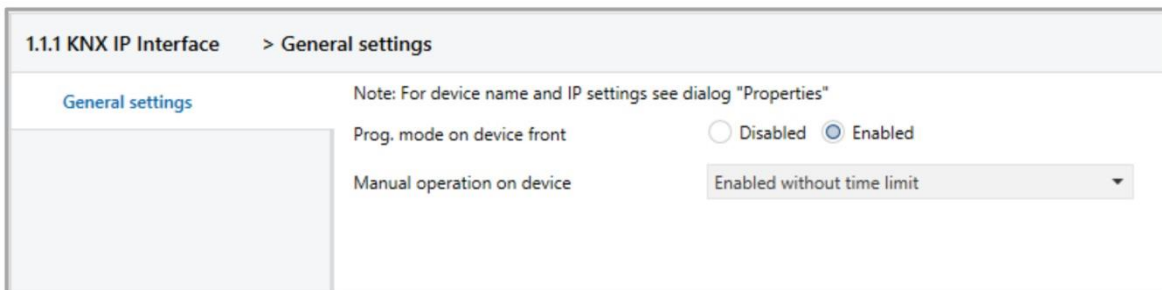 1.1.1 KNX IP Interface > General settings
General settings
Note: For device name and IP settings see dialog "Properties"
Prog. mode on device front Disabled Enabled
Manual operation on device Enabled without time limit